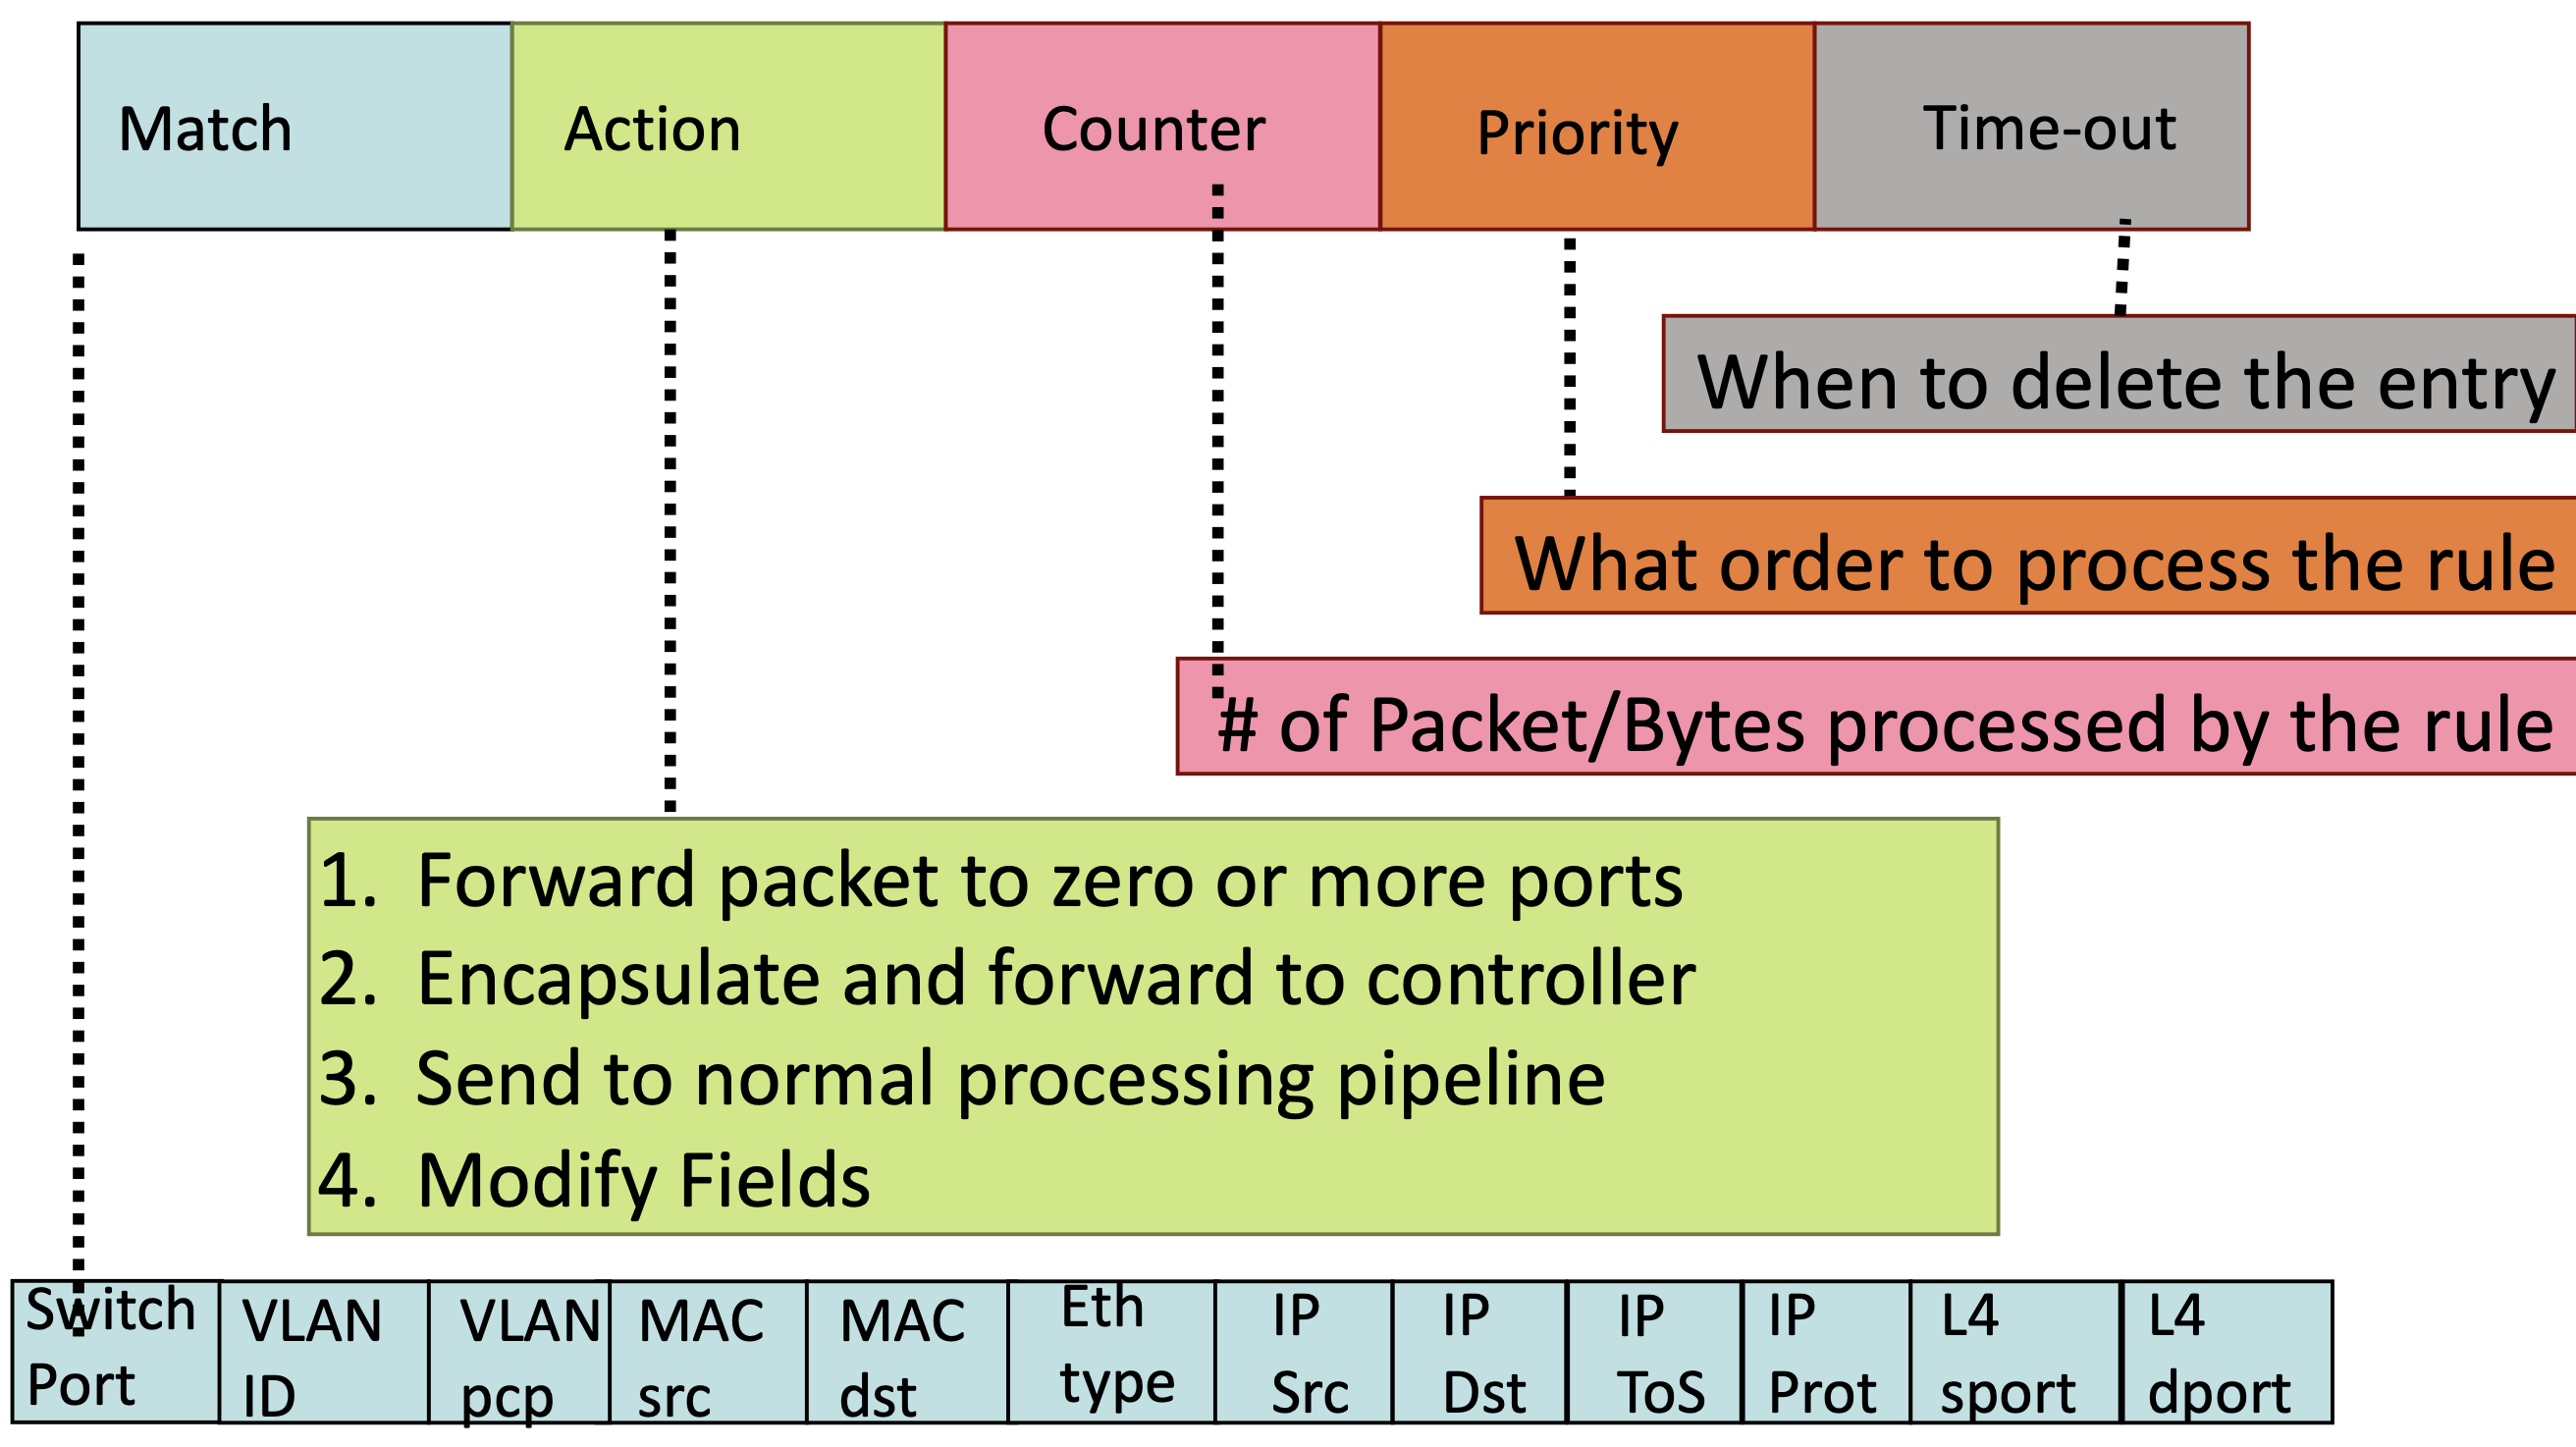 Match
Action
Counter
Priority
Time-out
When to delete the entry
What order to process the rule
# of Packet/Bytes processed by the rule
1. Forward packet to zero or more ports
2. Encapsulate and forward to controller
3. Send to normal processing pipeline
4. Modify Fields
Switch
Port
VLAN
ID
VLAN
pcp
MAC
src
MAC
dst
Eth
type
IP
Src
IP
Dst
IP
ToS
IP
Prot
L4
sport
L4
dport